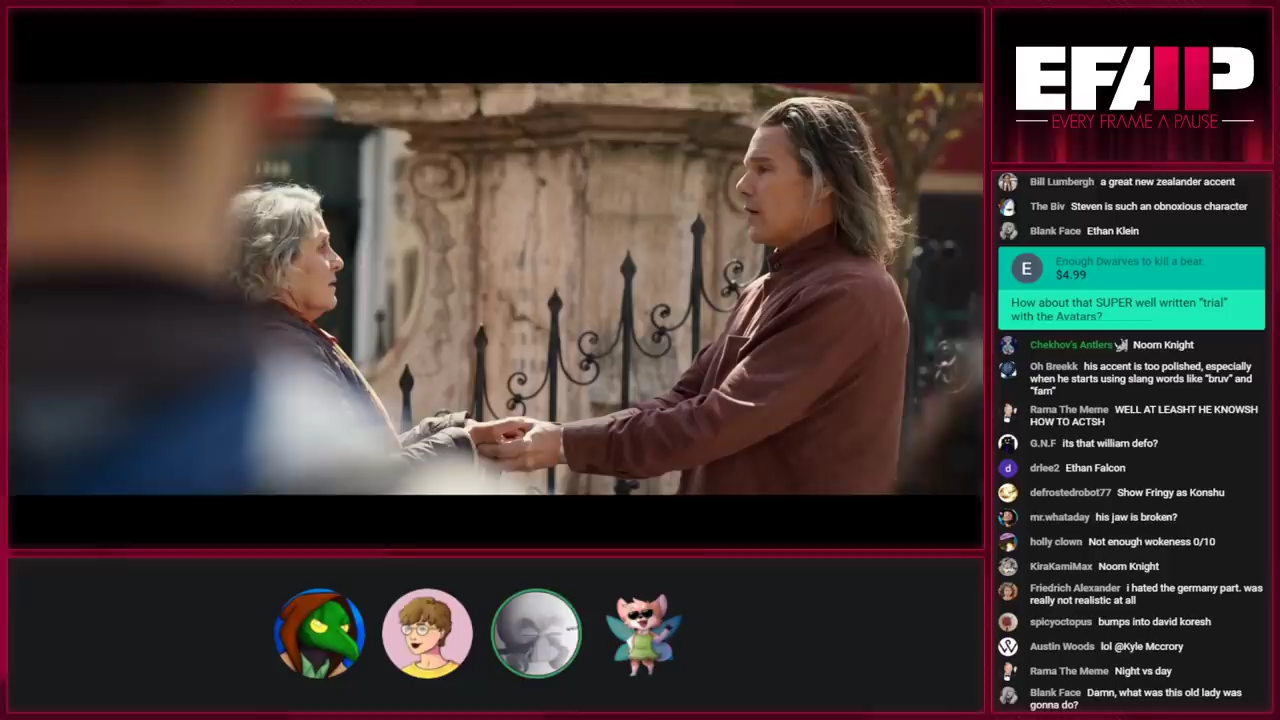 EFAP
EVERY FRAME A PAUSE
Bill Lumbergh a great new zealander accent
The Biv Steven is such an obnoxious character
Blank Face Ethan Klein
E
Enough Dwarves to kill a bear.
$4.99
How about that SUPER well written "trial"
with the Avatars?
Chekhov's Antlers Noom Knight
Oh Breekk his accent is too polished, especially
when he starts using slang words like "bruv" and
"fam"
Rama The Meme WELL AT LEASHT HE KNOWSH
HOW TO ACTSH
G.N.F its that william defo?
d
drlee2 Ethan Falcon
defrostedrobot77 Show Fringy as Konshu
mr.whataday his jaw is broken?
holly clown Not enough wokeness 0/10
KiraKamiMax Noom Knight
Friedrich Alexander i hated the germany part. was
really not realistic at all
spicyoctopus bumps into david koresh
Austin Woods lol @Kyle Mccrory
Rama The Meme Night vs day
Blank Face Damn, what was this old lady was
gonna do?